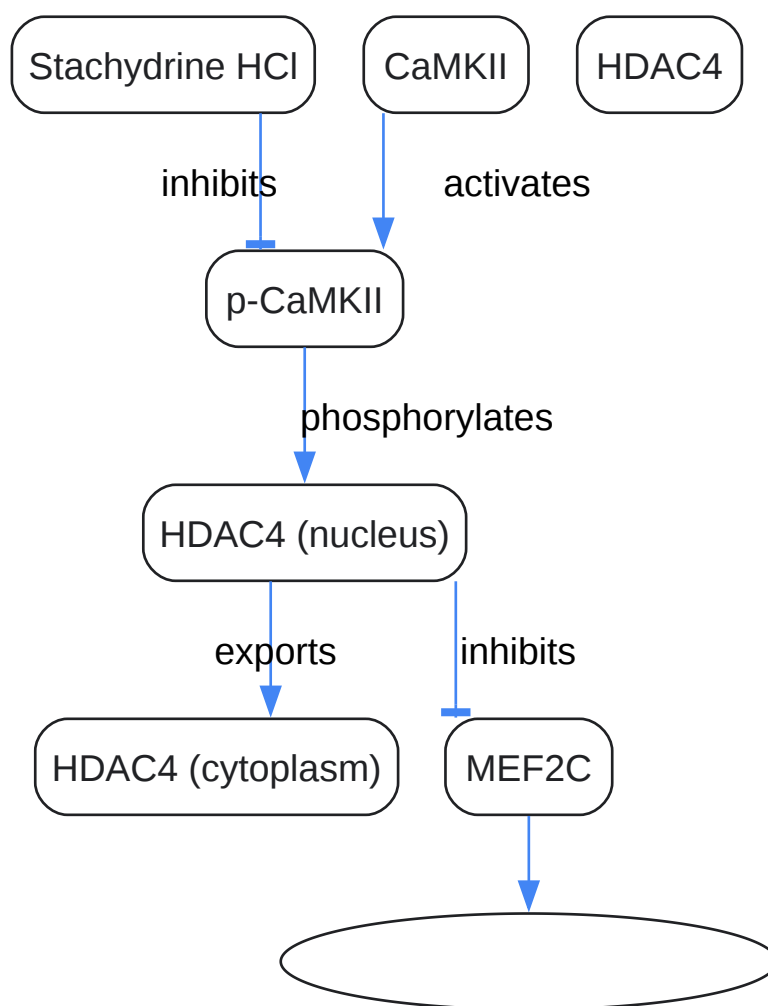 Stachydrine HCl
CaMKII
HDAC4
inhibits
activates
p-CaMKII
phosphorylates
HDAC4 (nucleus)
exports
inhibits
HDAC4 (cytoplasm)
MEF2C